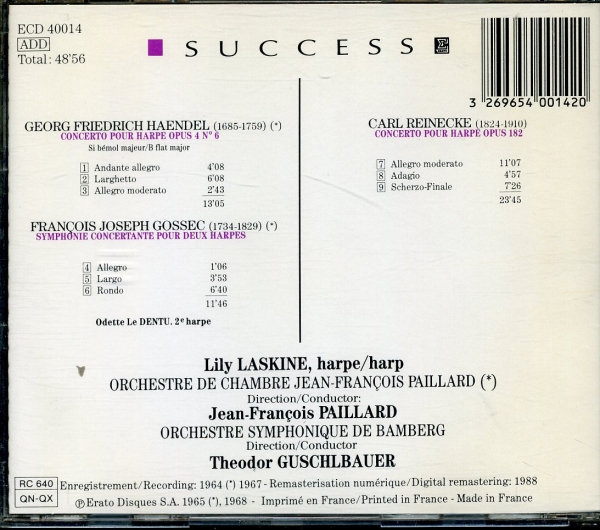 ECD 40014
ADD
Total: 48'56
SUCCESS
3 269654 001420
GEORG FRIEDRICH HAENDEL (1685-1759) (*)
CONCERTO POUR HARPE OPUS 4 N° 6
Si bémol majeur/B flat major
1 Andante allegro 4'08
2 Larghetto 6'08
3 Allegro moderato 2'43
13'05
FRANÇOIS JOSEPH GOSSEC (1734-1829) (*)
SYMPHONIE CONCERTANTE POUR DEUX HARPES
4 Allegro 1'06
5 Largo 3'53
6 Rondo 6'40
11'46
Odette Le DENTU. 2e harpe
CARL REINECKE (1824-1910)
CONCERTO POUR HARPE OPUS 182
7 Allegro moderato 11'07
8 Adagio 4'57
9 Scherzo-Finale 7'26
23'45
Lily LASKINE, harpe/harp
ORCHESTRE DE CHAMBRE JEAN-FRANÇOIS PAILLARD (*)
Direction/Conductor:
Jean-François PAILLARD
ORCHESTRE SYMPHONIQUE DE BAMBERG
Direction/Conductor
Theodor GUSCHLBAUER
RC 640
QN-QX
Enregistrement/Recording: 1964 (*) 1967 - Remasterisation numérique/Digital remastering: 1988
℗ Erato Disques S.A. 1965 (*), 1968 - Imprimé en France/Printed in France - Made in France